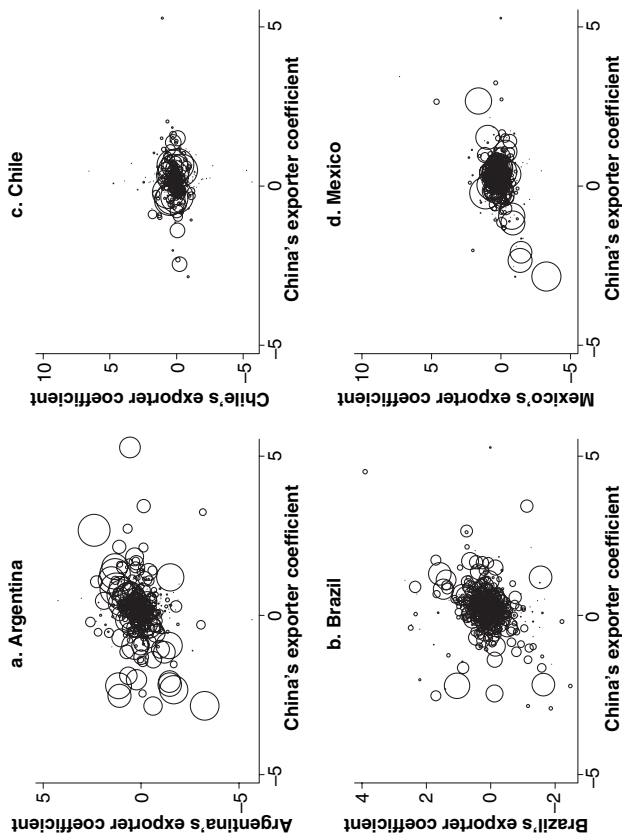 a. Argentina
Argentina's exporter coefficient
5
0
–5
–5
0
5
China's exporter coefficient
c. Chile
Chile's exporter coefficient
10
5
0
–5
–5
0
5
China's exporter coefficient
b. Brazil
Brazil's exporter coefficient
4
2
0
–2
–5
0
5
China's exporter coefficient
d. Mexico
Mexico's exporter coefficient
10
5
0
–5
–5
0
5
China's exporter coefficient